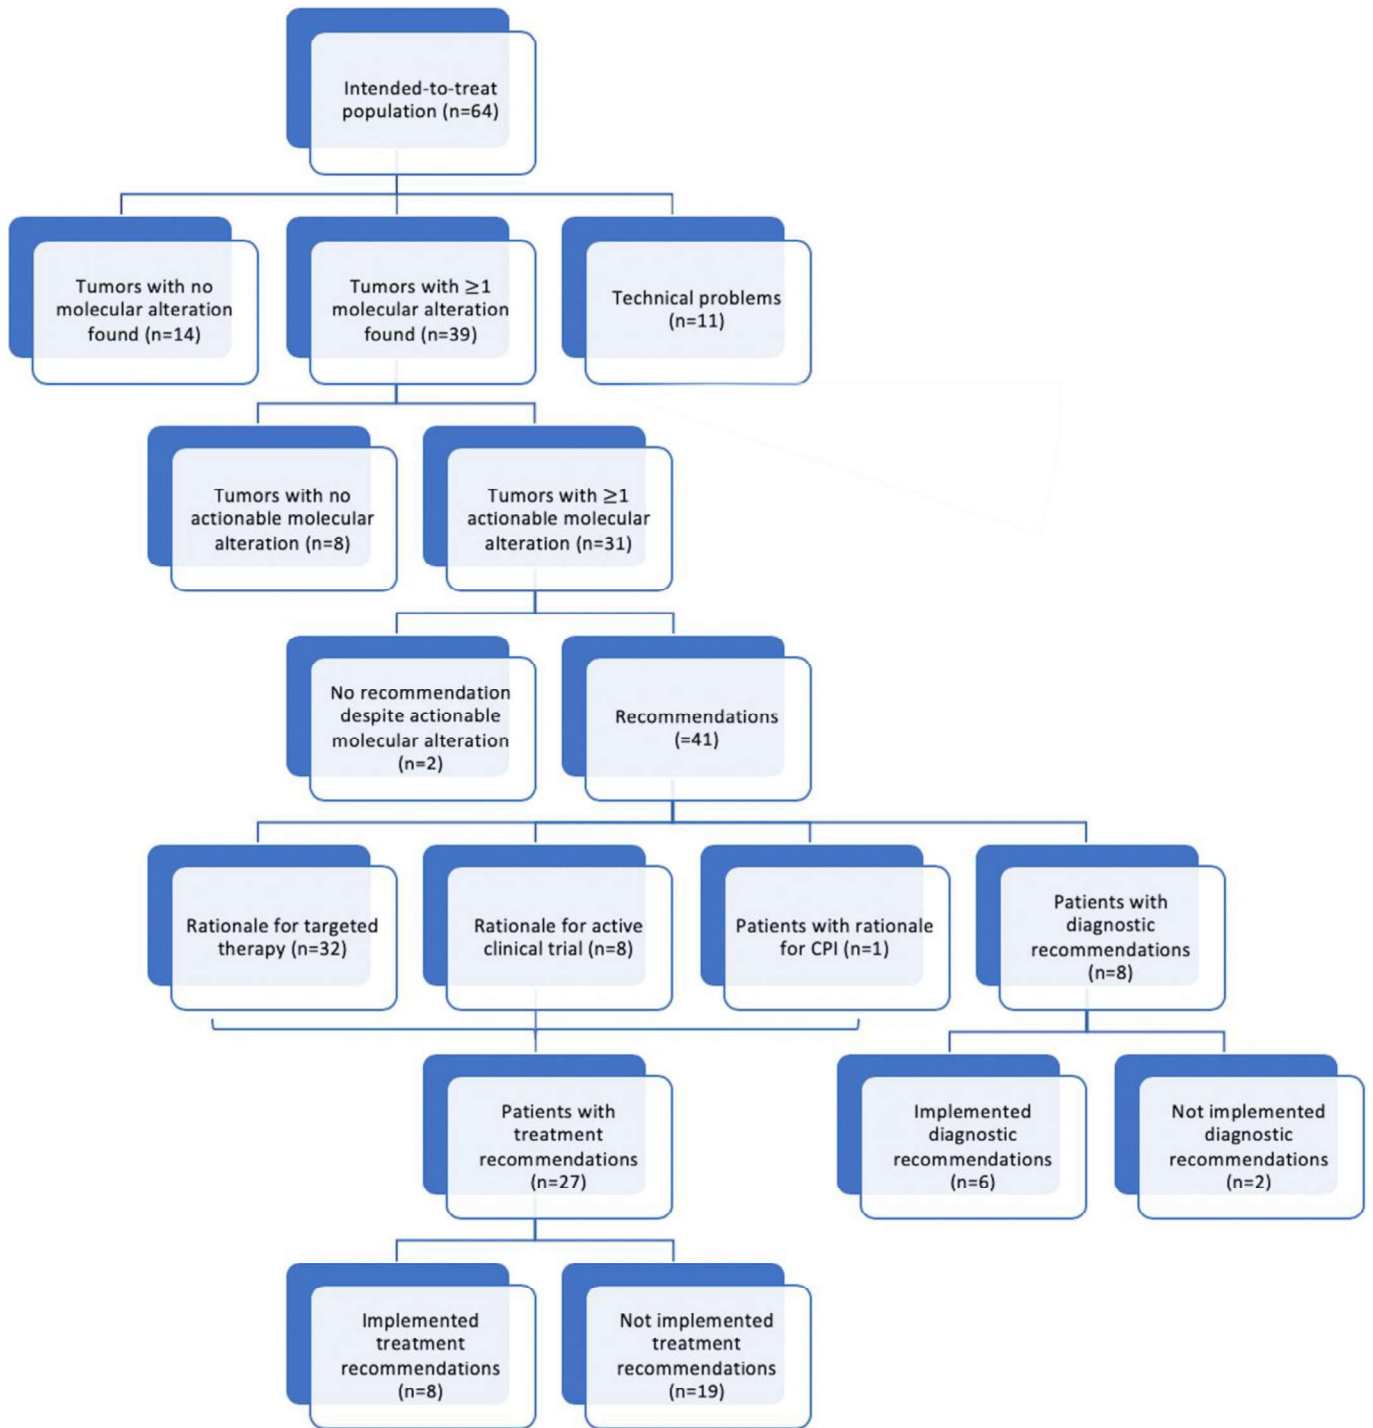 Intended-to-treat
population (n=64)
Tumors with no
molecular alteration
found (n=14)
Tumors with ≥1
molecular alteration
found (n=39)
Technical problems
(n=11)
Tumors with no
actionable molecular
alteration (n=8)
Tumors with ≥1
actionable molecular
alteration (n=31)
No recommendation
despite actionable
molecular alteration
(n=2)
Recommendations
(=41)
Rationale for targeted
therapy (n=32)
Rationale for active
clinical trial (n=8)
Patients with rationale
for CPI (n=1)
Patients with
diagnostic
recommendations
(n=8)
Patients with
treatment
recommendations
(n=27)
Implemented
diagnostic
recommendations
(n=6)
Not implemented
diagnostic
recommendations
(n=2)
Implemented
treatment
recommendations
(n=8)
Not implemented
treatment
recommendations
(n=19)